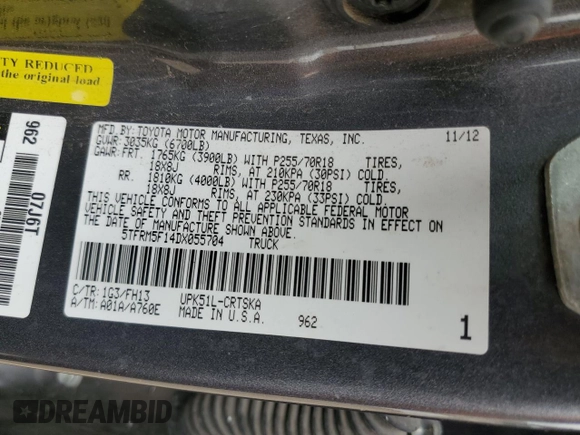 TY REDUCED
the original load
962
07J6T
MFD.BY:TOYOTA MOTOR MANUFACTURING, TEXAS, INC. 11/12
GVWR: 3035KG (6700LB)
GAWR:FRT. 1765KG (3900LB) WITH P255/70R18 TIRES,
18X8J RIMS, AT 210KPA (30PSI) COLD.
RR. 1810KG (4000LB) WITH P255/70R18 TIRES,
18X8J RIMS, AT 230KPA (33PSI) COLD.
THIS VEHICLE CONFORMS TO ALL APPLICABLE FEDERAL MOTOR
VEHICLE SAFETY AND THEFT PREVENTION STANDARDS IN EFFECT
ON THE DATE OF MANUFACTURE SHOWN ABOVE.
5TFRM5F14DX055704 TRUCK
C/TR:1G3/FH13 UPK51L-CRTSKA
A/TM:A01A/A760E MADE IN U.S.A. 962 1
DREAMBID